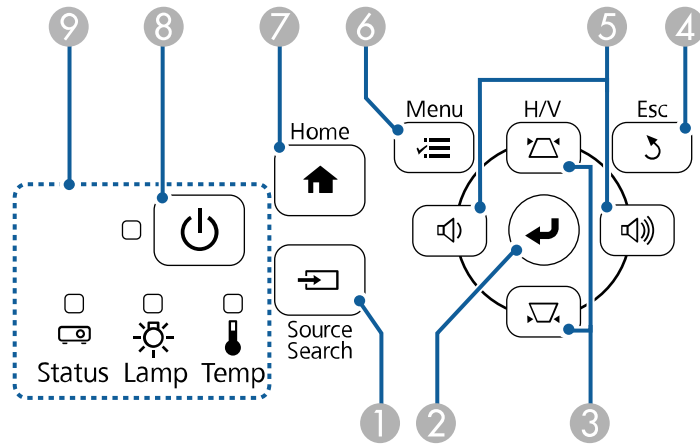 9 8 7 6 5 4
Menu H/V Esc
Home
Source
Search
Status Lamp Temp
1 2 3